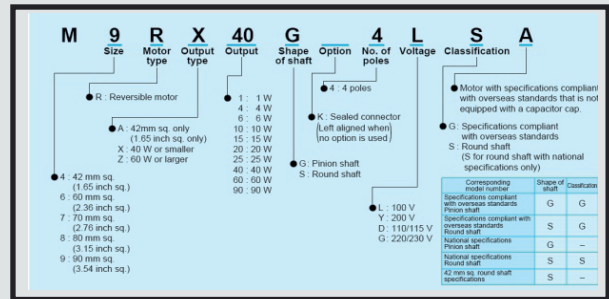 M 9 R X 40 G 4 L S A
Size Motor type Output type Output Shape of shaft Option No. of poles Voltage Classification
4 : 4 poles
Motor with specifications compliant
with overseas standards that is not
equipped with a capacitor cap.
R : Reversible motor
1 : 1 W
4 : 4 W
6 : 6 W
10 : 10 W
15 : 15 W
20 : 20 W
25 : 25 W
40 : 40 W
60 : 60 W
90 : 90 W
K : Sealed connector
(Left aligned when
no option is used)
G : Specifications compliant
with overseas standards
S : Round shaft
(S for round shaft with national
specifications only)
A : 42mm sq. only
(1.65 inch sq. only)
X : 40 W or smaller
Z : 60 W or larger
G : Pinion shaft
S : Round shaft
4 : 42 mm sq.
(1.65 inch sq.)
6 : 60 mm sq.
(2.36 inch sq.)
7 : 70 mm sq.
(2.76 inch sq.)
8 : 80 mm sq.
(3.15 inch sq.)
9 : 90 mm sq.
(3.54 inch sq.)
L : 100 V
Y : 200 V
D : 110/115 V
G : 220/230 V
Corresponding model number Shape of shaft Classification
Specifications compliant with overseas standards Pinion shaft G G
Specifications compliant with overseas standards Round shaft S G
National specifications Pinion shaft G –
National specifications Round shaft S S
42 mm sq. round shaft specifications S –